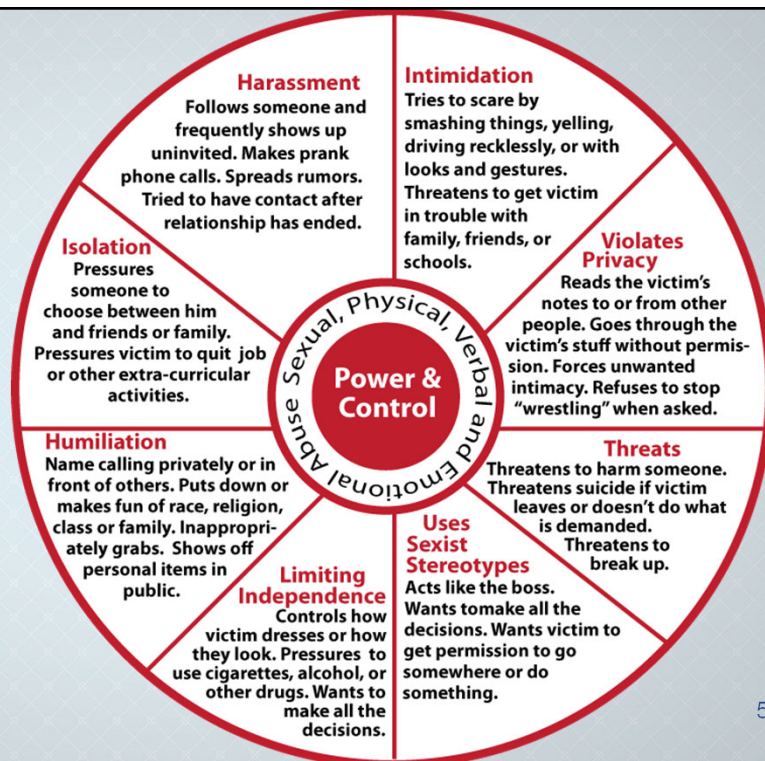 Harassment
Follows someone and
frequently shows up
uninvited. Makes prank
phone calls. Spreads rumors.
Tried to have contact after
relationship has ended.
Intimidation
Tries to scare by
smashing things, yelling,
driving recklessly, or with
looks and gestures.
Threatens to get victim
in trouble with
family, friends, or
schools.
Violates
Privacy
Reads the victim's
notes to or from other
people. Goes through the
victim's stuff without permis-
sion. Forces unwanted
intimacy. Refuses to stop
"wrestling" when asked.
Threats
Threatens to harm someone.
Threatens suicide if victim
leaves or doesn't do what
is demanded.
Threatens to
break up.
Uses
Sexist
Stereotypes
Acts like the boss.
Wants tomake all the
decisions. Wants victim to
get permission to go
somewhere or do
something.
Limiting
Independence
Controls how
victim dresses or how
they look. Pressures to
use cigarettes, alcohol, or
other drugs. Wants to
make all the
decisions.
Humiliation
Name calling privately or in
front of others. Puts down or
makes fun of race, religion,
class or family. Inappropri-
ately grabs. Shows off
personal items in
public.
Isolation
Pressures
someone to
choose between him
and friends or family.
Pressures victim to quit job
or other extra-curricular
activities.
Sexual, Physical, Verbal and Emotional Abuse
Power &
Control
5